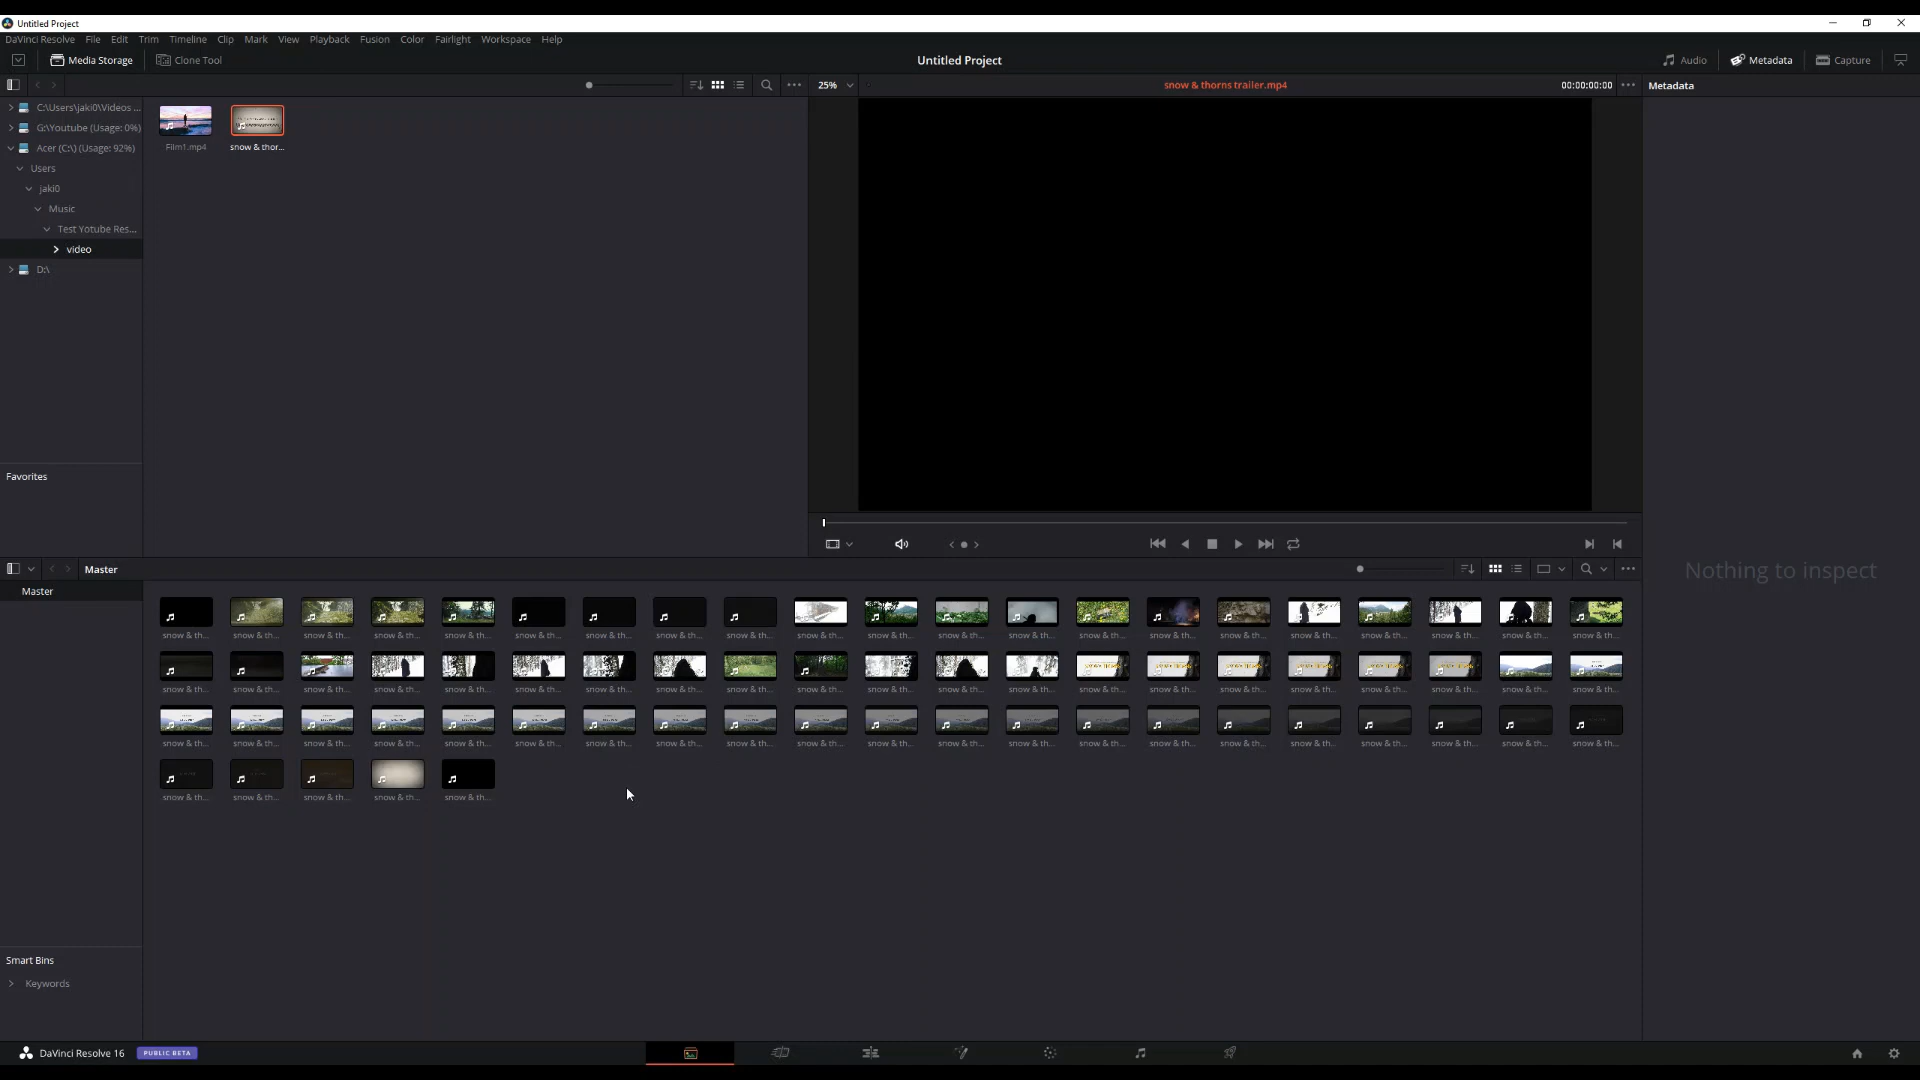 Untitled Project
DaVinci Resolve File Edit Trim Timeline Clip Mark View Playback Fusion Color Fairlight Workspace Help
Media Storage Clone Tool Untitled Project Audio Metadata Capture
25% snow & thorns trailer.mp4 00:00:00:00 Metadata
C:\Users\jaki0\Videos ...
G:\Youtube (Usage: 0%)
Acer (C:\) (Usage: 92%)
Users
jaki0
Music
Test Yotube Res...
video
D:\
Film1.mp4 snow & thor...
Favorites
Nothing to inspect
Master
Master
snow & th... snow & th... snow & th... snow & th... snow & th... snow & th... snow & th... snow & th... snow & th... snow & th... snow & th... snow & th... snow & th... snow & th... snow & th... snow & th... snow & th... snow & th... snow & th... snow & th... snow & th...
snow & th... snow & th... snow & th... snow & th... snow & th... snow & th... snow & th... snow & th... snow & th... snow & th... snow & th... snow & th... snow & th... snow & th... snow & th... snow & th... snow & th... snow & th... snow & th... snow & th... snow & th...
snow & th... snow & th... snow & th... snow & th... snow & th... snow & th... snow & th... snow & th... snow & th... snow & th... snow & th... snow & th... snow & th... snow & th... snow & th... snow & th... snow & th... snow & th... snow & th... snow & th... snow & th...
snow & th... snow & th... snow & th... snow & th... snow & th...
Smart Bins
Keywords
DaVinci Resolve 16 PUBLIC BETA